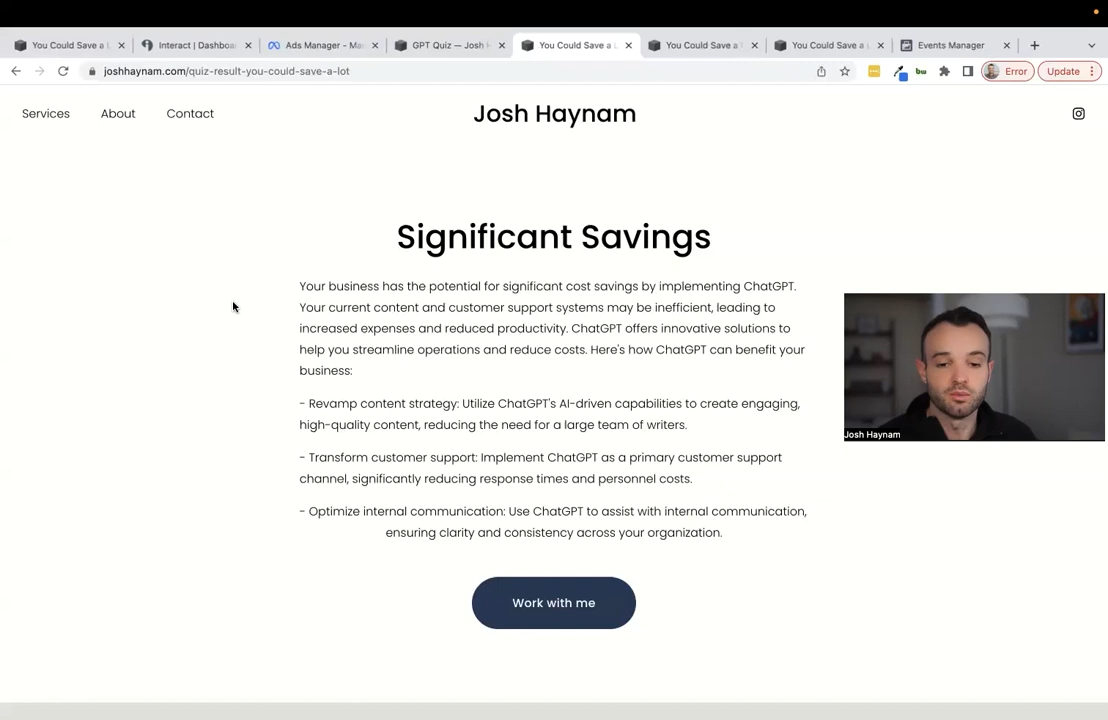 You Could Save a
Interact | Dashboa
Ads Manager - Ma
GPT Quiz — Josh H
You Could Save a
You Could Save a
You Could Save a
Events Manager
joshhaynam.com/quiz-result-you-could-save-a-lot
bw
Error
Update
Services
About
Contact
Josh Haynam
Significant Savings
Your business has the potential for significant cost savings by implementing ChatGPT.
Your current content and customer support systems may be inefficient, leading to
increased expenses and reduced productivity. ChatGPT offers innovative solutions to
help you streamline operations and reduce costs. Here's how ChatGPT can benefit your
business:
- Revamp content strategy: Utilize ChatGPT's AI-driven capabilities to create engaging,
high-quality content, reducing the need for a large team of writers.
- Transform customer support: Implement ChatGPT as a primary customer support
channel, significantly reducing response times and personnel costs.
- Optimize internal communication: Use ChatGPT to assist with internal communication,
ensuring clarity and consistency across your organization.
Work with me
Josh Haynam